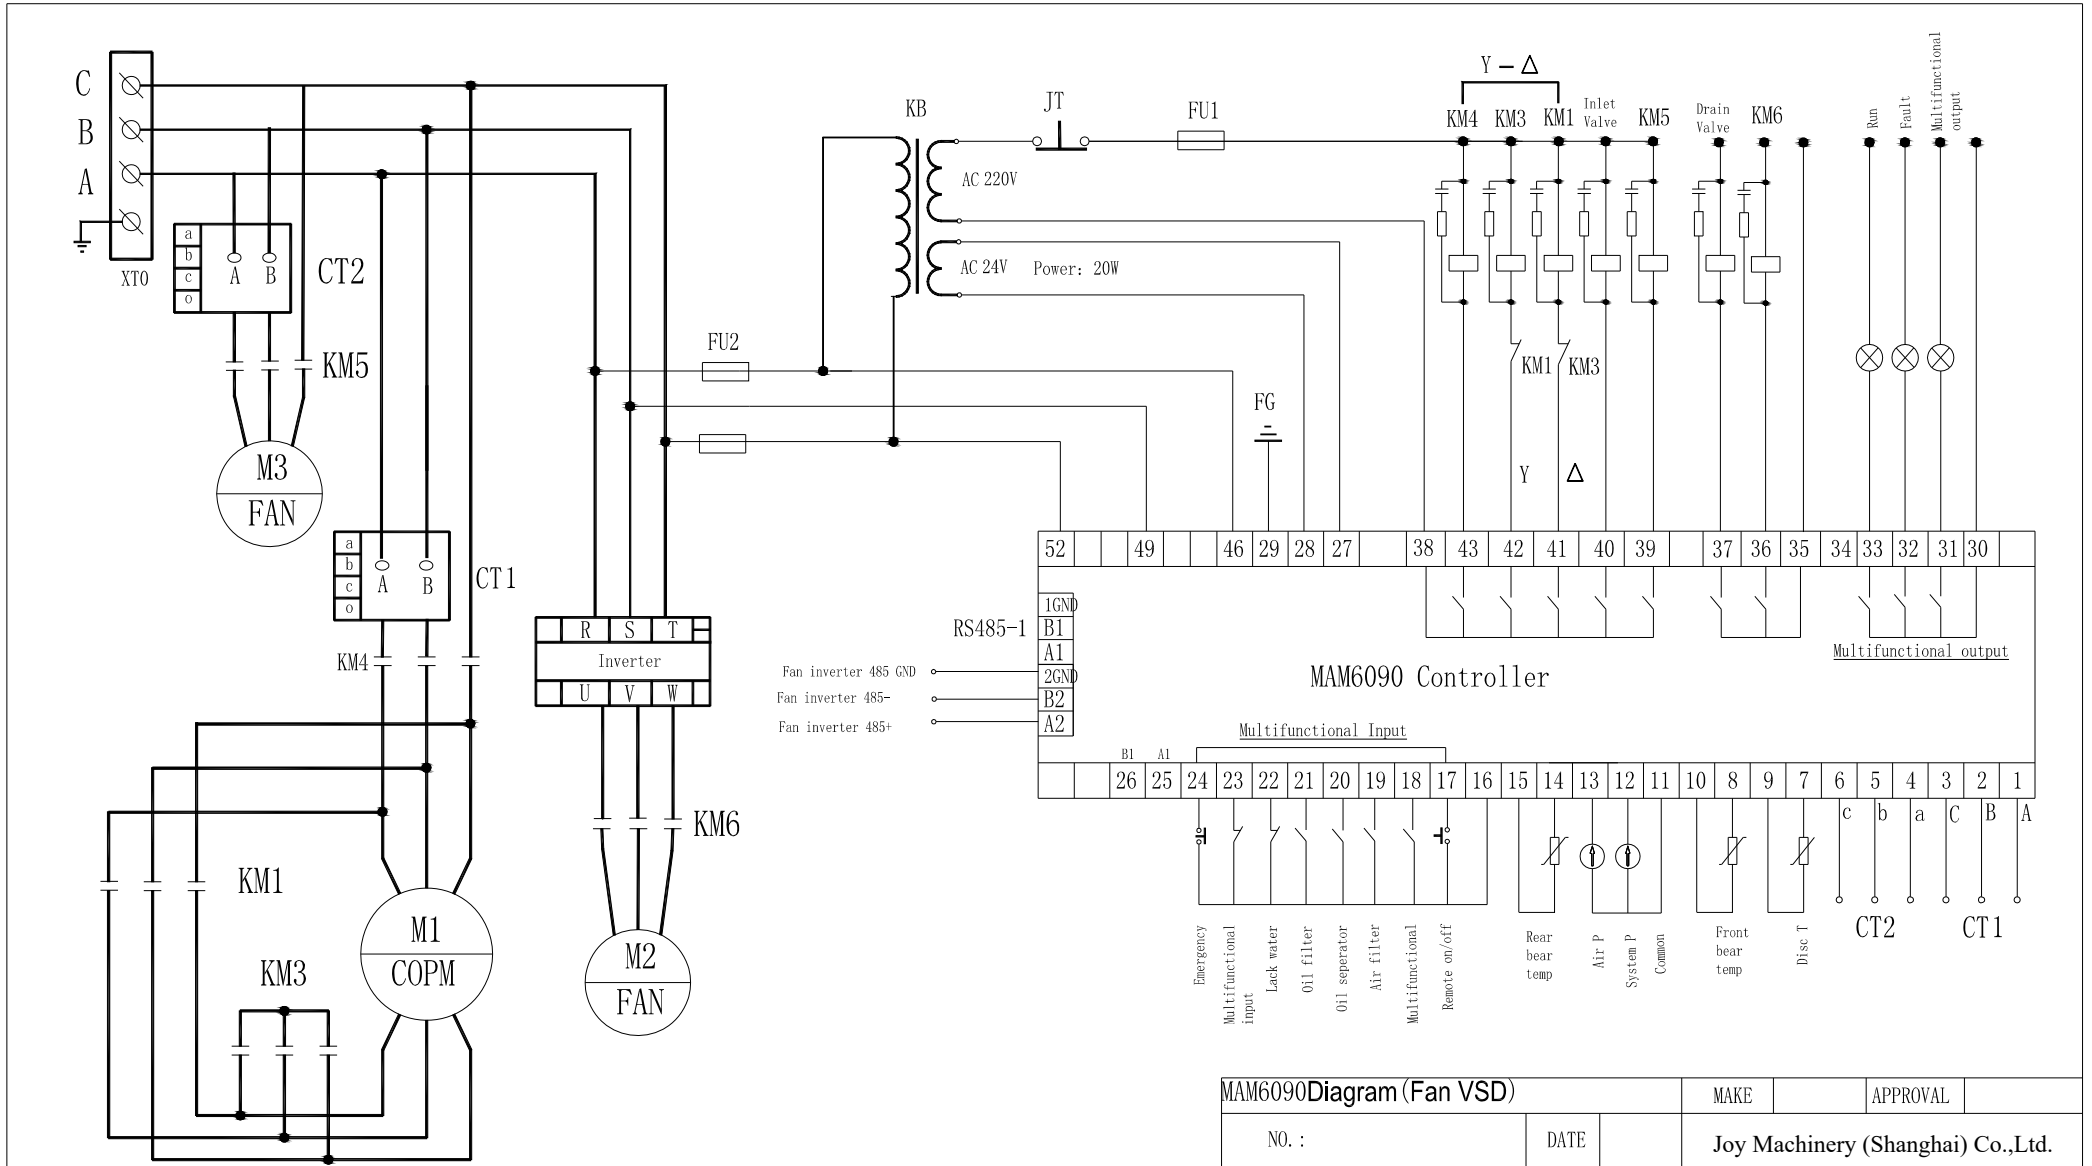 C
B
A
XTO
a
b
c
o
A B
CT2
KM5
M3
FAN
a
b
c
o
A B
CT1
KM4
KM1
KM3
M1
COPM
R S T
Inverter
U V W
KM6
M2
FAN
FU2
KB
AC 220V
AC 24V Power: 20W
JT
FU1
FG
Y - Δ
KM4 KM3 KM1 Inlet Valve KM5 Drain Valve KM6
Run
Fault
Multifunctional
output
KM1 KM3
Y Δ
52 49 46 29 28 27 38 43 42 41 40 39 37 36 35 34 33 32 31 30
1GND
RS485-1 B1
A1
Fan inverter 485 GND 2GND
Fan inverter 485- B2
Fan inverter 485+ A2
MAM6090 Controller
Multifunctional output
Multifunctional Input
B1 A1
26 25 24 23 22 21 20 19 18 17 16 15 14 13 12 11 10 8 9 7 6 5 4 3 2 1
c b a C B A
CT2 CT1
Emergency
Multifunctional
input
Lack water
Oil filter
Oil seperator
Air filter
Multifunctional
Remote on/off
Rear
bear
temp
Air P
System P
Common
Front
bear
temp
Disc T
MAM6090Diagram(Fan VSD) MAKE APPROVAL
NO.: DATE Joy Machinery (Shanghai) Co.,Ltd.